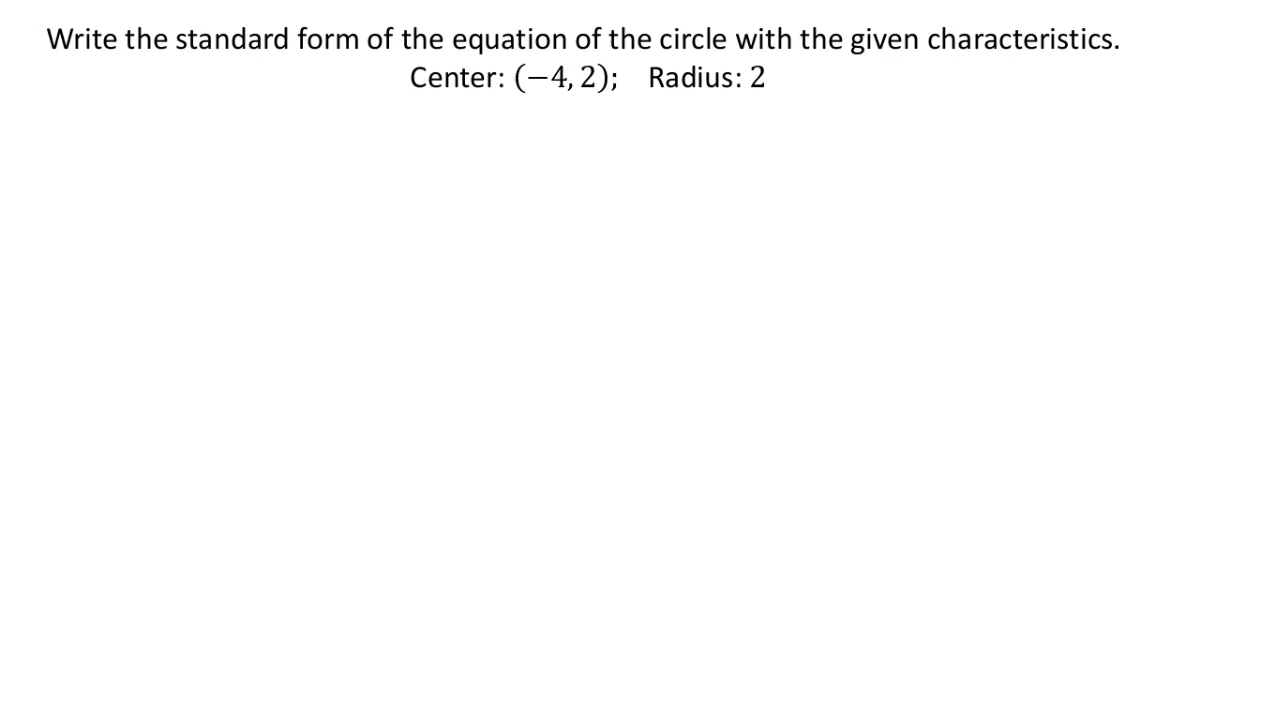 Write the standard form of the equation of the circle with the given characteristics.
Center: (−4, 2); Radius: 2